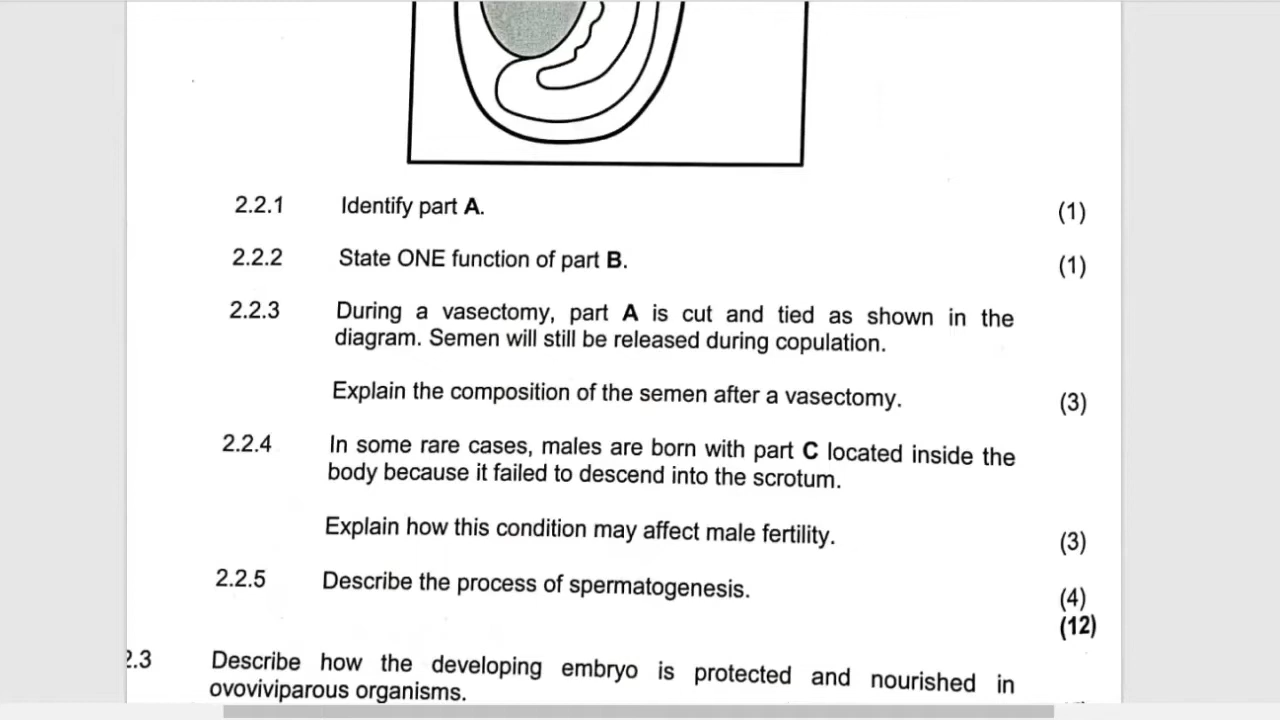 2.2.1 Identify part A. (1)
2.2.2 State ONE function of part B. (1)
2.2.3 During a vasectomy, part A is cut and tied as shown in the
diagram. Semen will still be released during copulation.
Explain the composition of the semen after a vasectomy. (3)
2.2.4 In some rare cases, males are born with part C located inside the
body because it failed to descend into the scrotum.
Explain how this condition may affect male fertility. (3)
2.2.5 Describe the process of spermatogenesis. (4)
(12)
2.3 Describe how the developing embryo is protected and nourished in
ovoviviparous organisms.